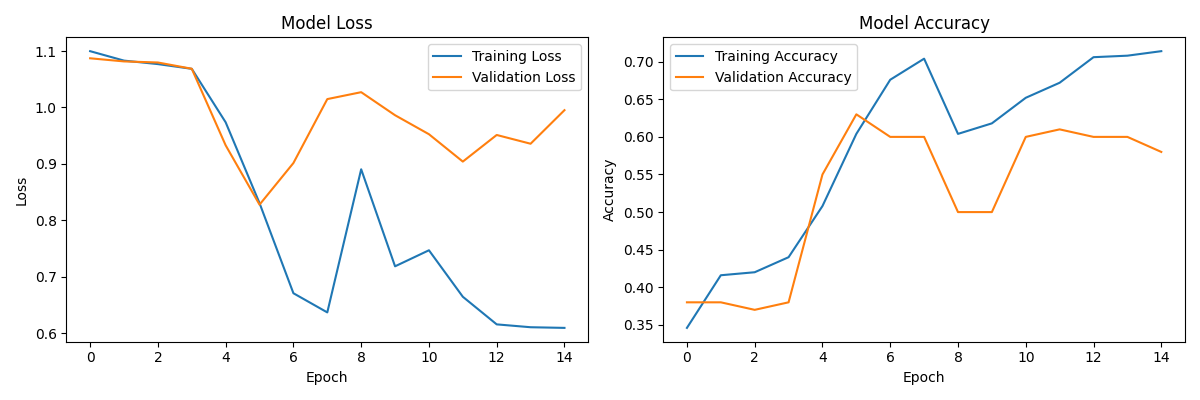 Model Loss
Training Loss
Validation Loss
1.1
1.0
0.9
0.8
0.7
0.6
Loss
0 2 4 6 8 10 12 14
Epoch
Model Accuracy
Training Accuracy
Validation Accuracy
0.70
0.65
0.60
0.55
0.50
0.45
0.40
0.35
Accuracy
0 2 4 6 8 10 12 14
Epoch